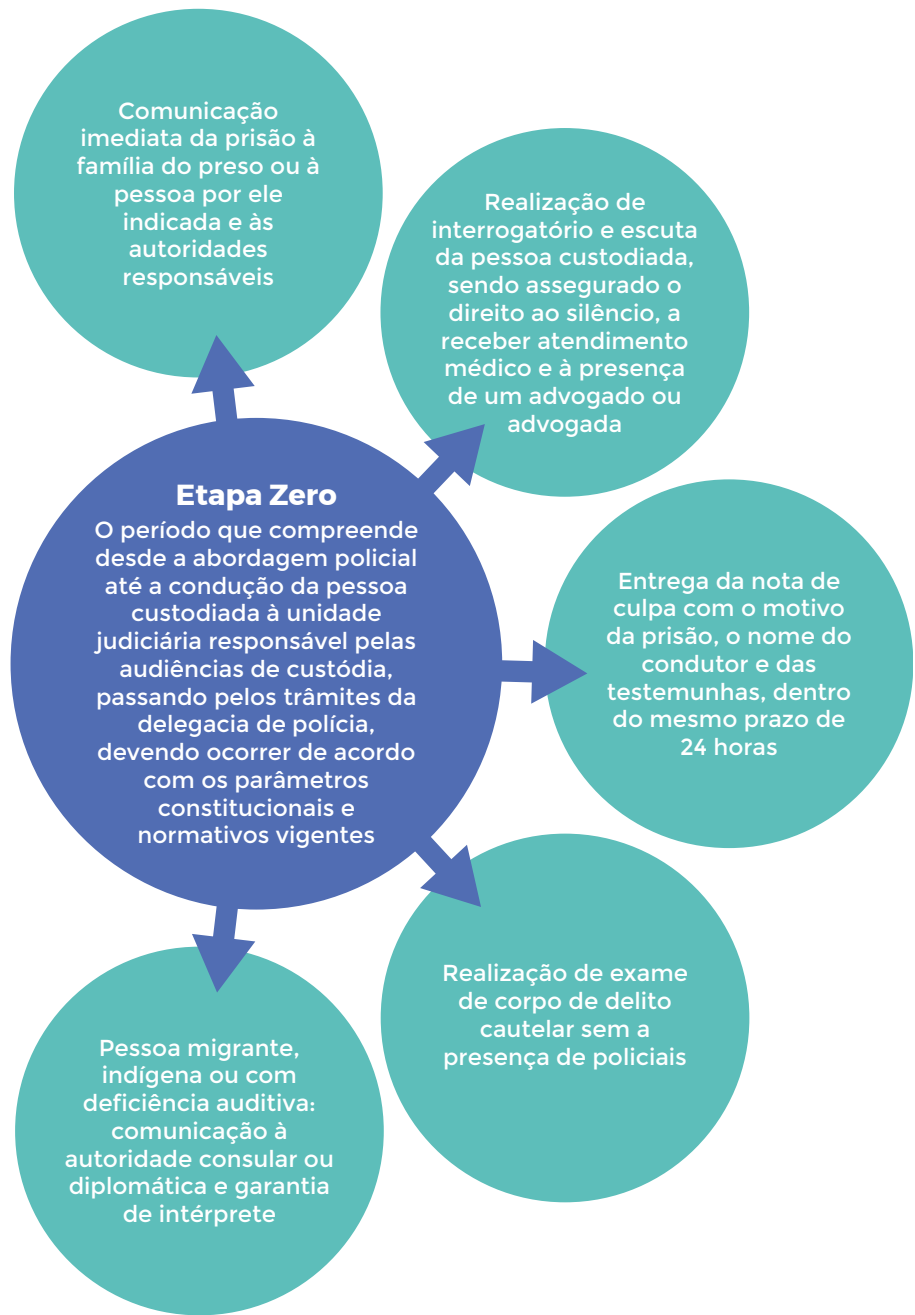 Comunicação
imediata da prisão à
família do preso ou à
pessoa por ele
indicada e às
autoridades
responsáveis
Realização de
interrogatório e escuta
da pessoa custodiada,
sendo assegurado o
direito ao silêncio, a
receber atendimento
médico e à presença
de um advogado ou
advogada
Etapa Zero
O período que compreende
desde a abordagem policial
até a condução da pessoa
custodiada à unidade
judiciária responsável pelas
audiências de custódia,
passando pelos trâmites da
delegacia de polícia,
devendo ocorrer de acordo
com os parâmetros
constitucionais e
normativos vigentes
Entrega da nota de
culpa com o motivo
da prisão, o nome do
condutor e das
testemunhas, dentro
do mesmo prazo de
24 horas
Realização de exame
de corpo de delito
cautelar sem a
presença de policiais
Pessoa migrante,
indígena ou com
deficiência auditiva:
comunicação à
autoridade consular ou
diplomática e garantia
de intérprete